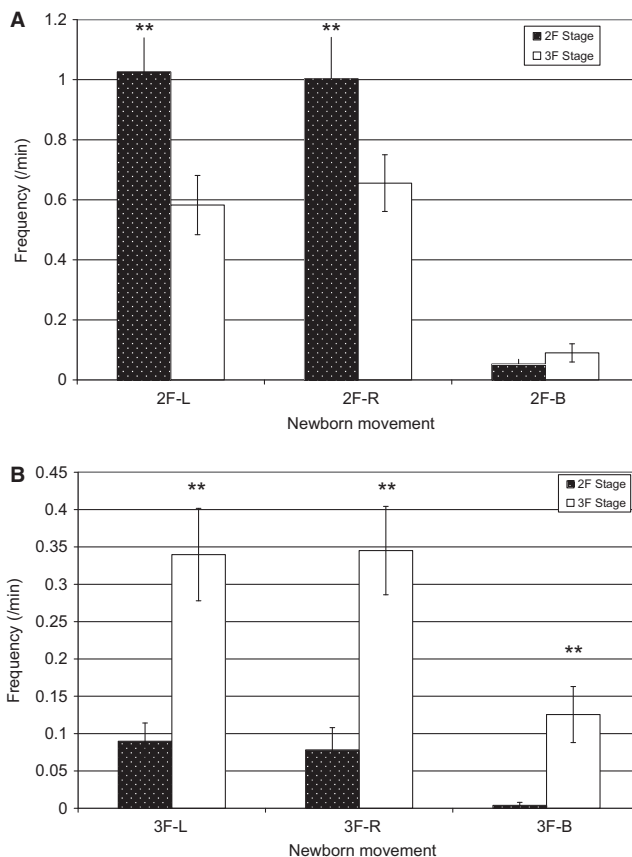 A
1.2
1
0.8
0.6
0.4
0.2
0
Frequency (/min)
** **
2F Stage
3F Stage
2F-L 2F-R 2F-B
Newborn movement
B
0.45
0.4
0.35
0.3
0.25
0.2
0.15
0.1
0.05
0
Frequency (/min)
** ** **
2F Stage
3F Stage
3F-L 3F-R 3F-B
Newborn movement